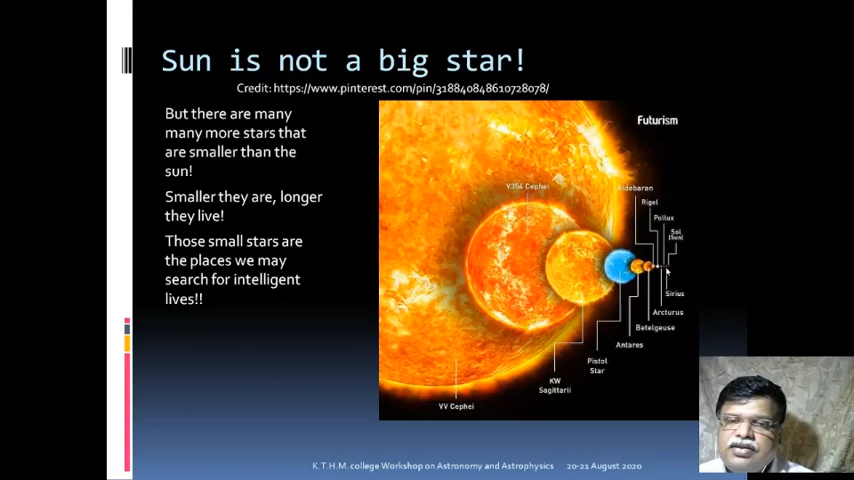 Sun is not a big star!
Credit: https://www.pinterest.com/pin/318840848610728078/
But there are many
many more stars that
are smaller than the
sun!
Smaller they are, longer
they live!
Those small stars are
the places we may
search for intelligent
lives!!
Futurism
V354 Cephei
Aldebaran
Rigel
Pollux
Sol
(Sun)
Sirius
Arcturus
Betelgeuse
Antares
Pistol
Star
KW
Sagittarii
VV Cephei
K.T.H.M. college Workshop on Astronomy and Astrophysics 20-21 August 2020